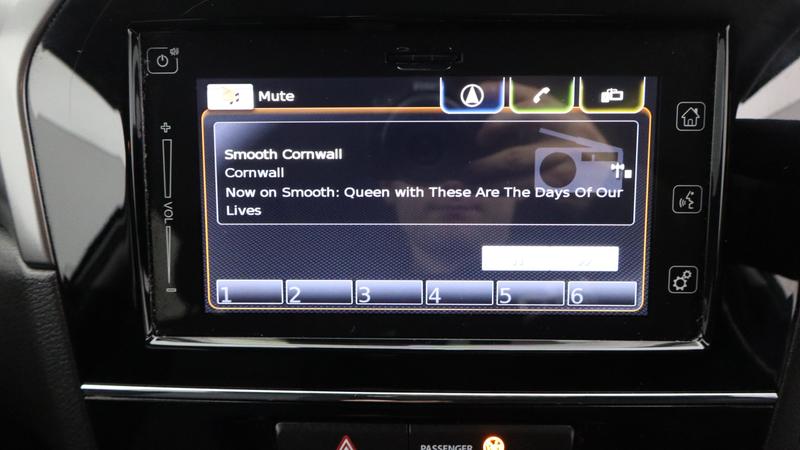 Mute
Smooth Cornwall
Cornwall
Now on Smooth: Queen with These Are The Days Of Our
Lives
1 2 3 4 5 6
+
VOL
-
PASSENGER